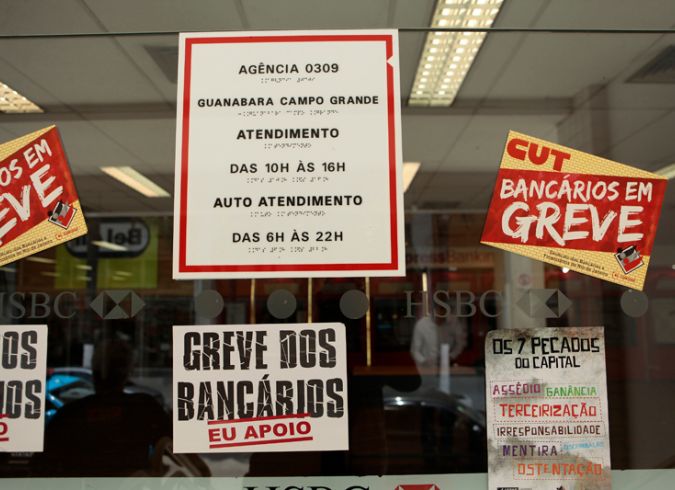 AGÊNCIA 0309
GUANABARA CAMPO GRANDE
ATENDIMENTO
DAS 10H ÀS 16H
AUTO ATENDIMENTO
DAS 6H ÀS 22H
OS EM
EVE
CUT
BANCÁRIOS EM
GREVE
HSBC
HSBC
OS
OS
GREVE DOS
BANCÁRIOS
EU APOIO
OS 7 PECADOS
DO CAPITAL
ASSÉDIO GANÂNCIA
TERCEIRIZAÇÃO
IRRESPONSABILIDADE
MENTIRA
OSTENTAÇÃO
HSBC